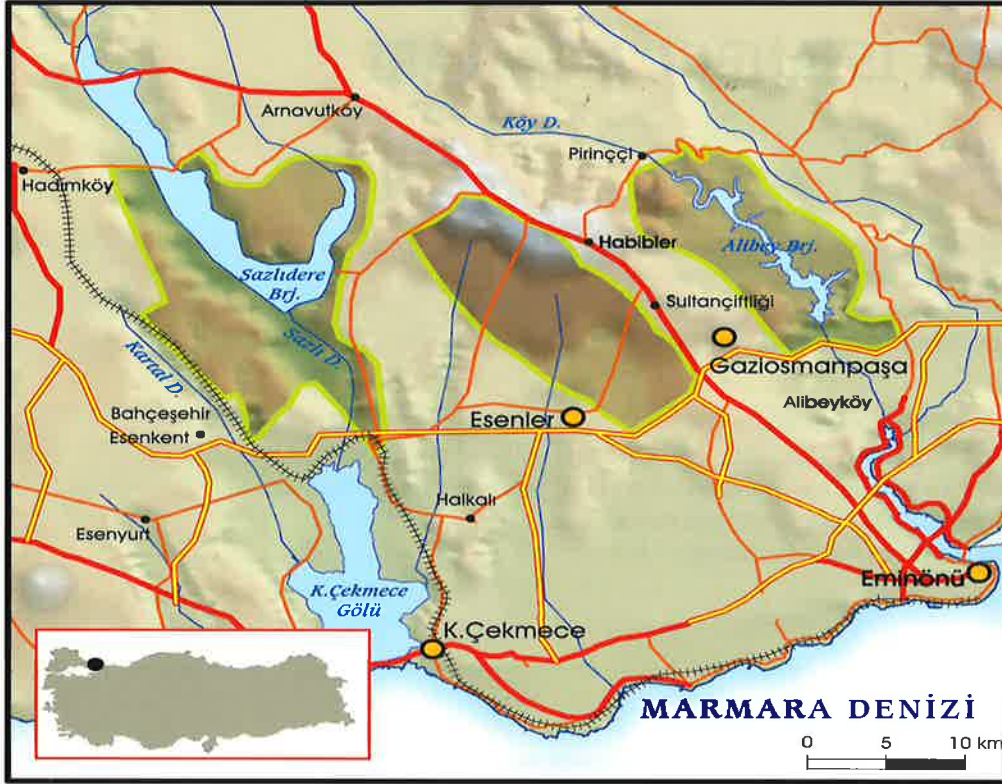 Arnavutköy
Köy D.
Pirinççi
Hadımköy
Habibler
Alibey Brj.
Sazlıdere
Brj.
Sultançiftliği
Sazlı D.
Kartal D.
Gaziosmanpaşa
Alibeyköy
Bahçeşehir
Esenkent
Esenler
Halkalı
Esenyurt
Eminönü
K.Çekmece
Gölü
K.Çekmece
MARMARA DENİZİ
0 5 10 km